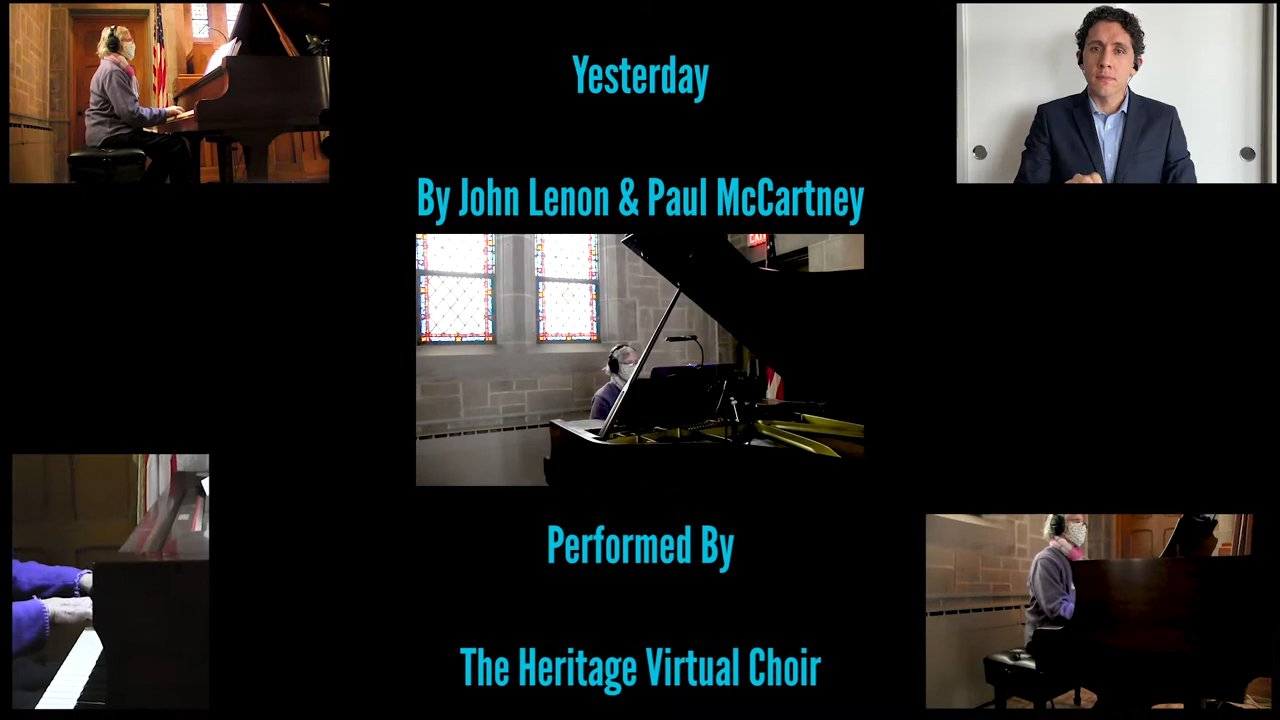 Yesterday
By John Lenon & Paul McCartney
Performed By
The Heritage Virtual Choir